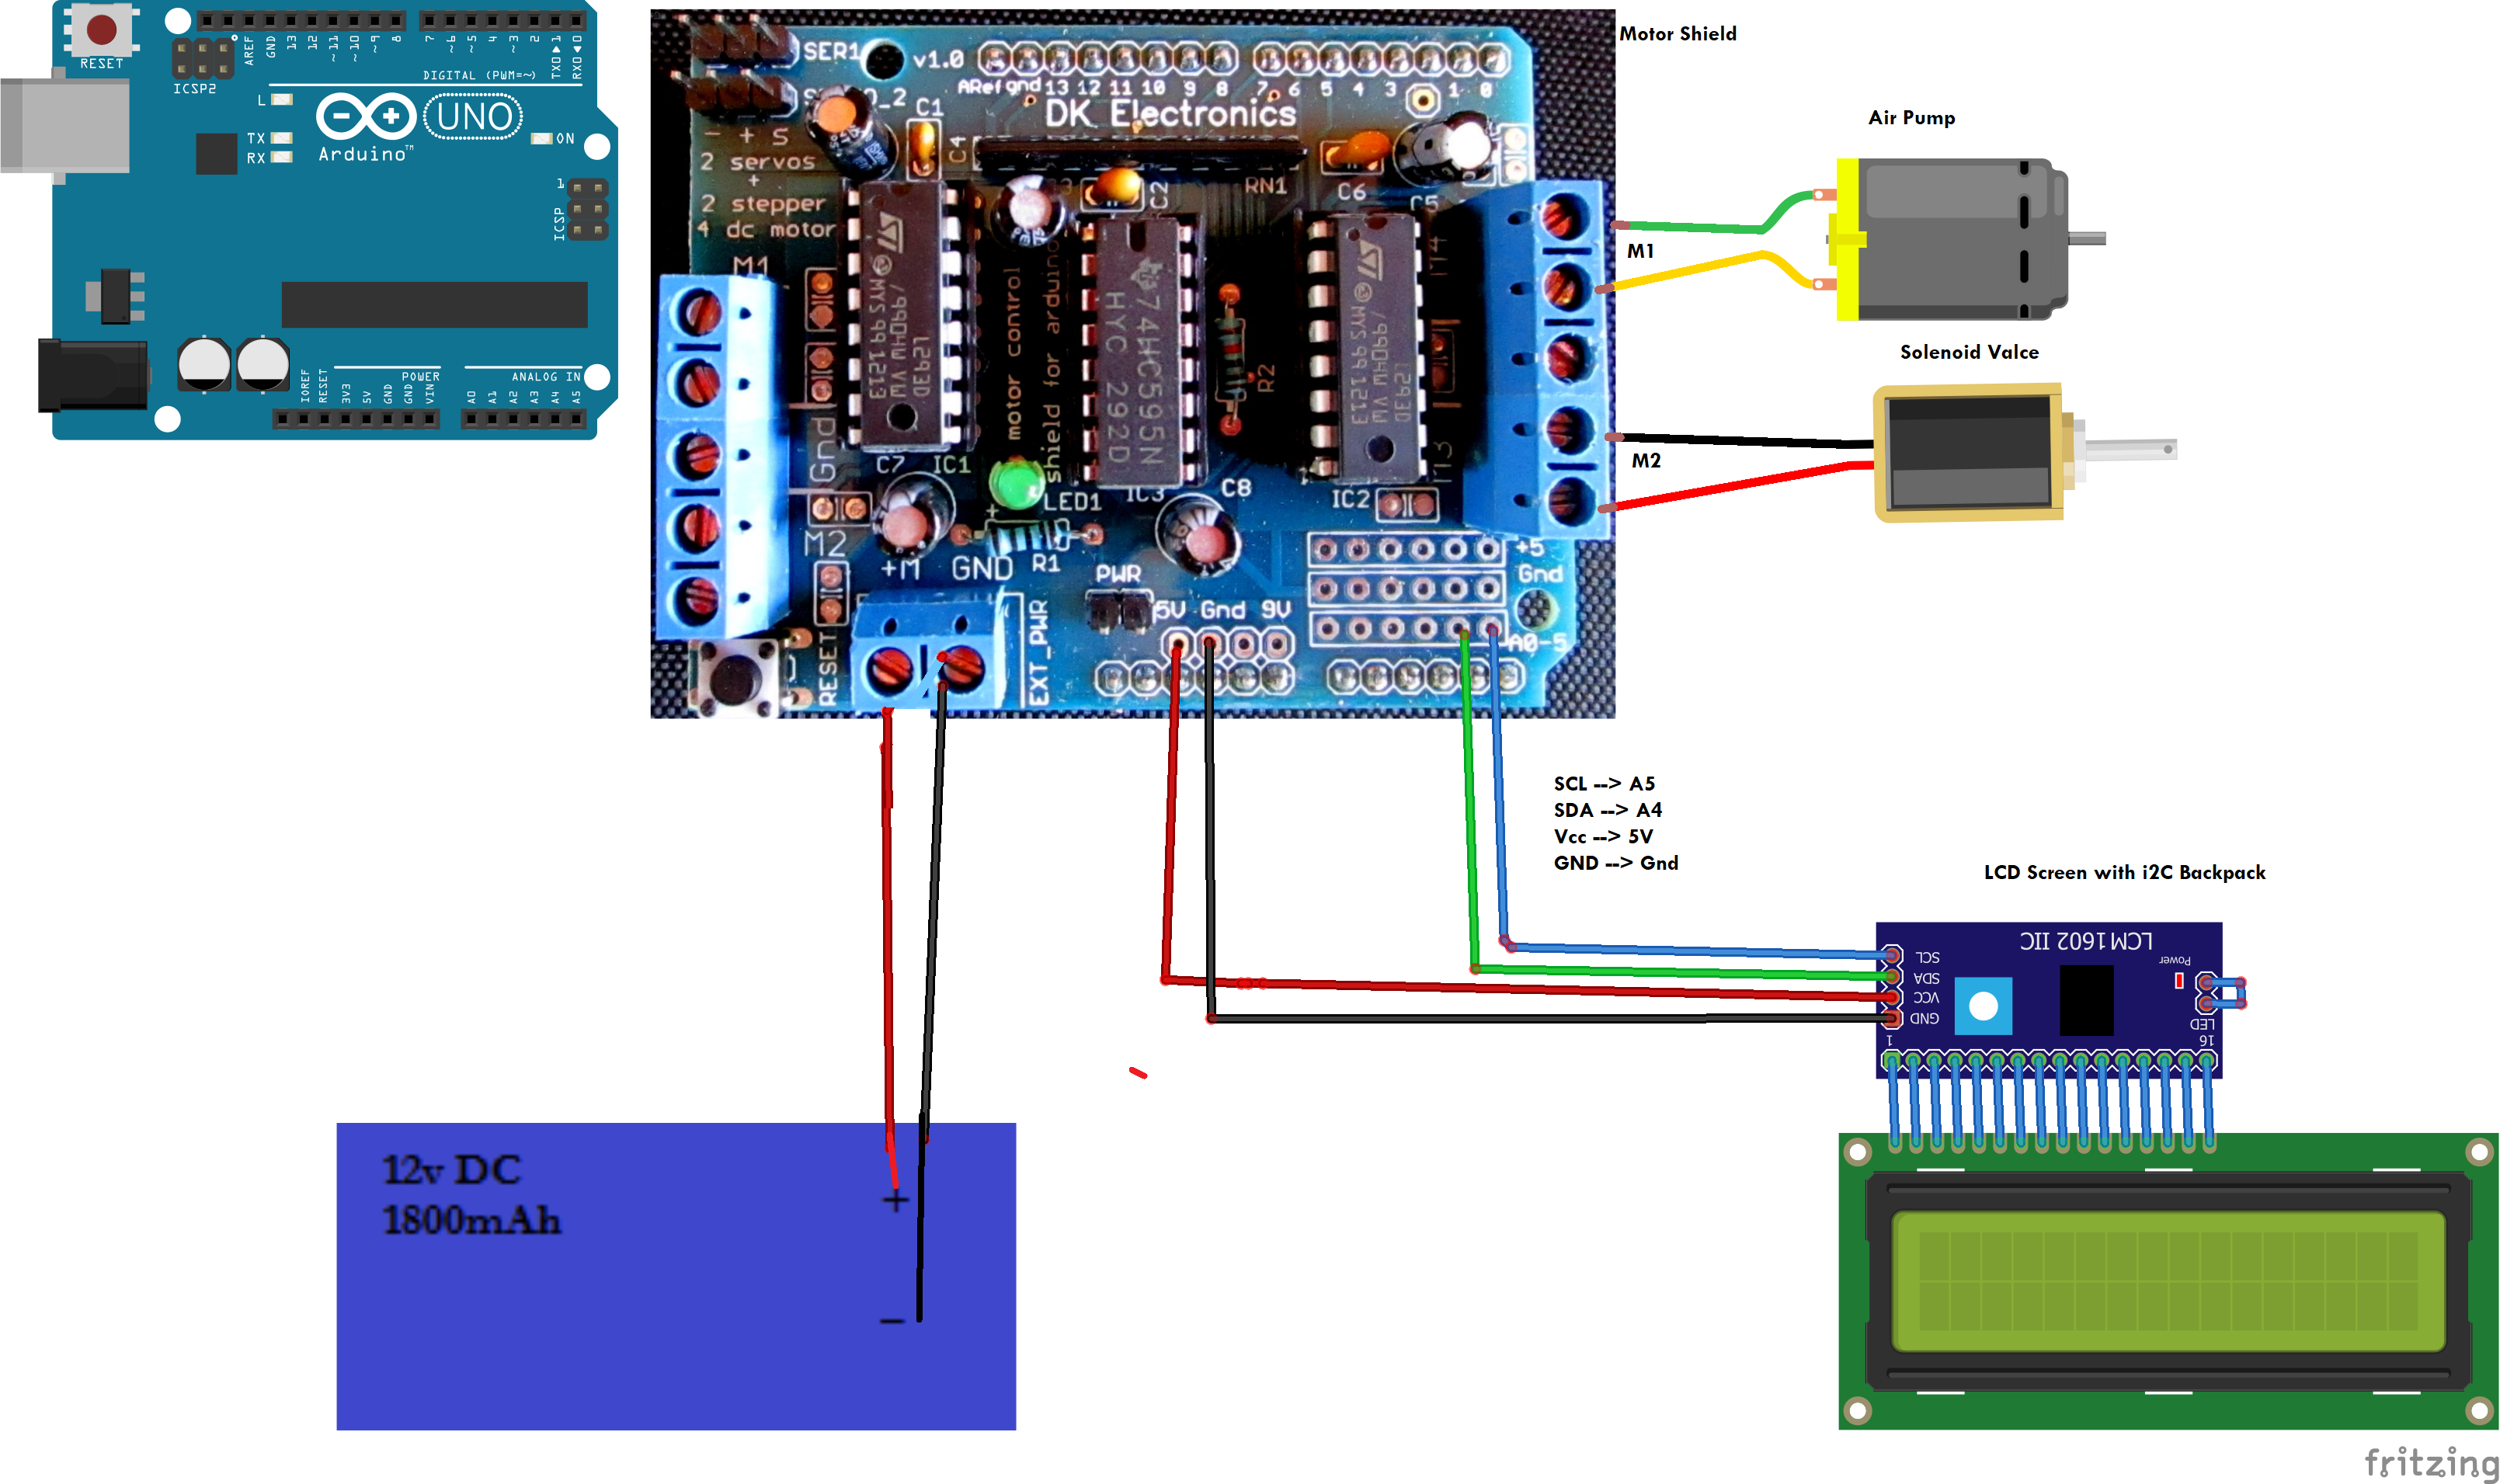 RESET
ICSP2
AREF
GND
13
12
~11
~10
~9
8
7
~6
~5
4
~3
2
TX0 1
RX0 0
DIGITAL (PWM=~)
L
TX
RX
UNO
ON
Arduino™
1
ICSP
IOREF
RESET
3V3
5V
GND
GND
VIN
POWER
ANALOG IN
A0
A1
A2
A3
A4
A5
SER1
v1.0
ARef gnd 13 12 11 10 9 8 7 6 5 4 3 1 0
DK Electronics
- + S
2 servos
+
2 stepper
4 dc motor
C1
C4
C2
RN1
C6
C5
M1
Gnd
M2
motor control
shield for arduino
74HC595N
HYC 292D
R2
C7
IC1
LED1
IC3
C8
IC2
+M
GND
R1
PWR
EXT_PWR
RESET
5V Gnd 9V
+5
Gnd
A0-5
Motor Shield
Air Pump
M1
Solenoid Valce
M2
SCL --> A5
SDA --> A4
Vcc --> 5V
GND --> Gnd
LCD Screen with i2C Backpack
LCM1602 IIC
SCL
SDA
VCC
GND
Power
LED
1
16
12v DC
1800mAh
+
–
fritzing